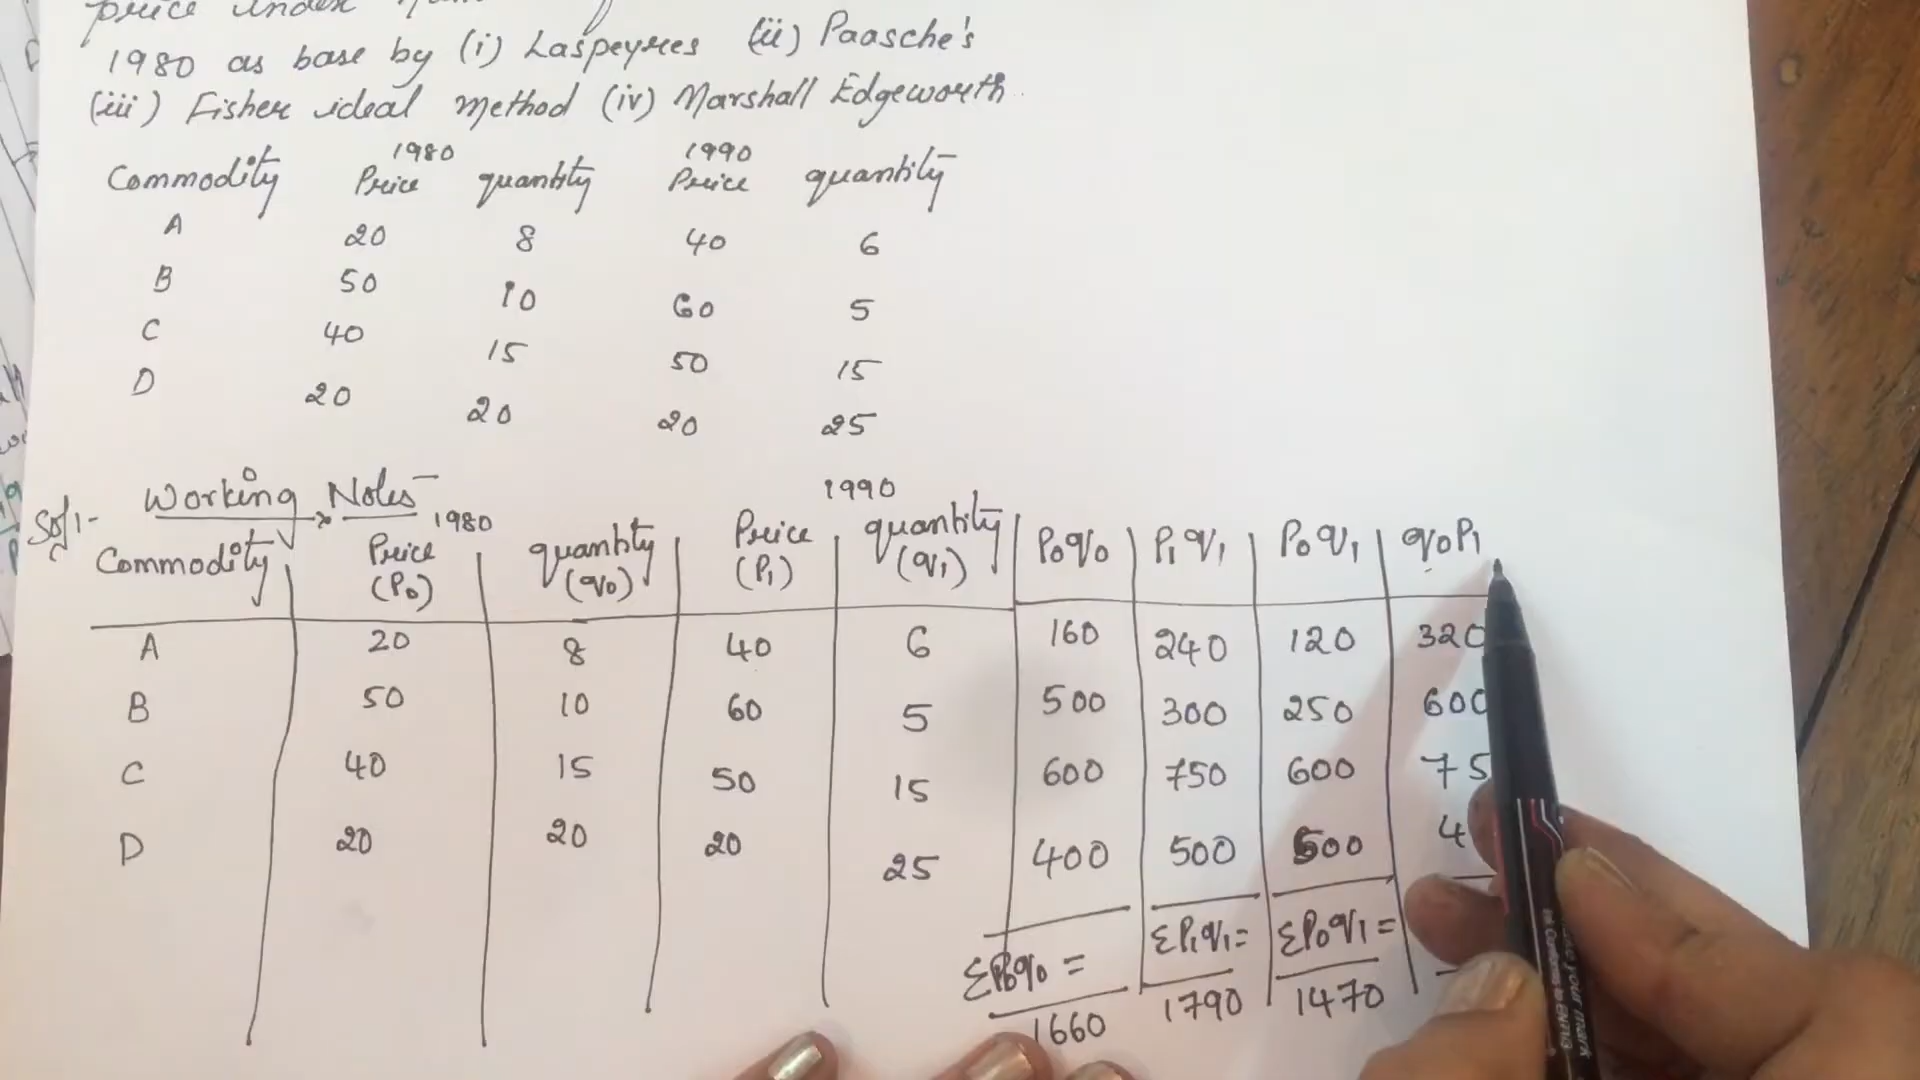 price index
1980 as base by (i) Laspeyres (ii) Paasche's
(iii) Fisher ideal method (iv) Marshall Edgeworth
1980 1990
Commodity Price quantity Price quantity
A 20 8 40 6
B 50 10 60 5
C 40 15 50 15
D 20 20 20 25
Sol:- Working Notes
1980 1990
Commodity Price (P₀) quantity (q₀) Price (P₁) quantity (q₁) P₀q₀ P₁q₁ P₀q₁ q₀P₁
A 20 8 40 6 160 240 120 320
B 50 10 60 5 500 300 250 600
C 40 15 50 15 600 750 600 75
D 20 20 20 25 400 500 500 4
ΣP₀q₀ = ΣP₁q₁ = ΣP₀q₁ =
1660 1790 1470